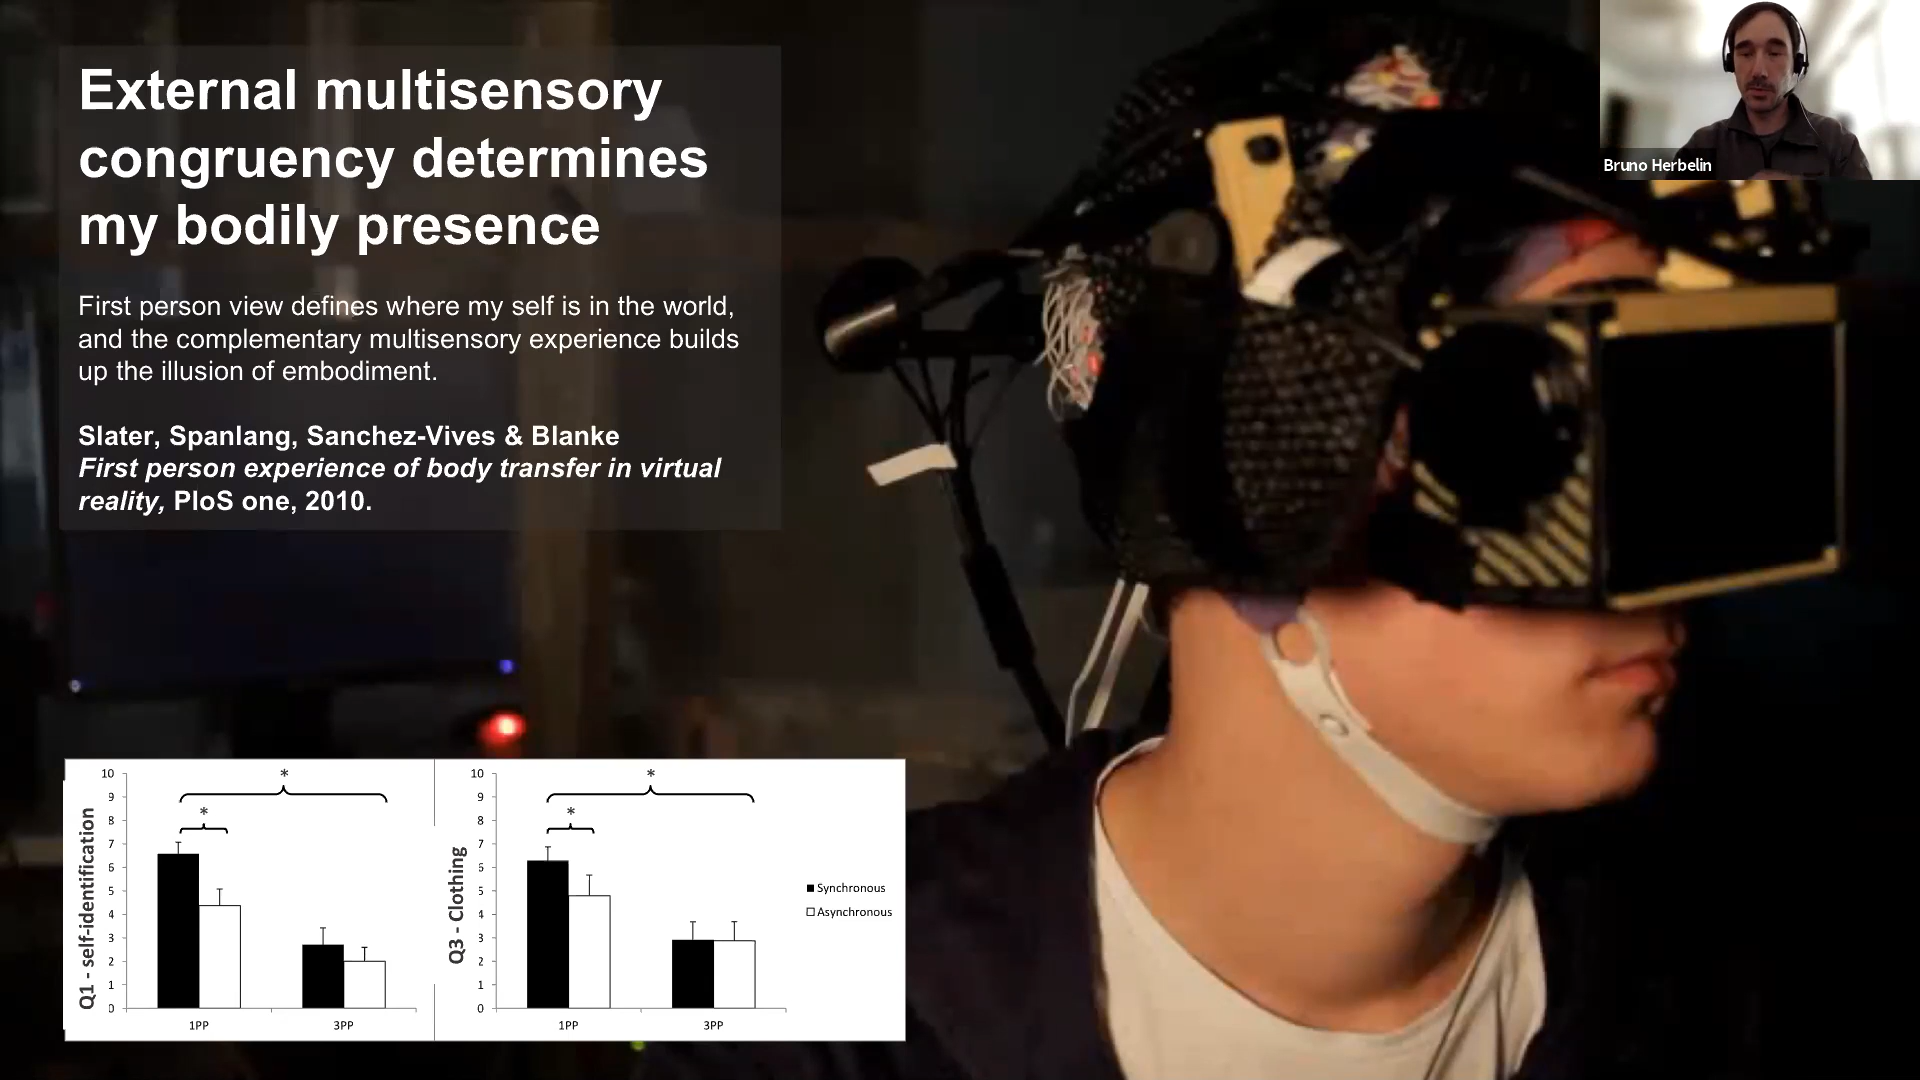 External multisensory
congruency determines
my bodily presence
First person view defines where my self is in the world,
and the complementary multisensory experience builds
up the illusion of embodiment.
Slater, Spanlang, Sanchez-Vives & Blanke
First person experience of body transfer in virtual
reality, PloS one, 2010.
Bruno Herbelin
Q1 - self-identification
10
9
8
7
6
5
4
3
2
1
0
*
*
1PP
3PP
Q3 - Clothing
10
9
8
7
6
5
4
3
2
1
0
*
*
1PP
3PP
Synchronous
Asynchronous